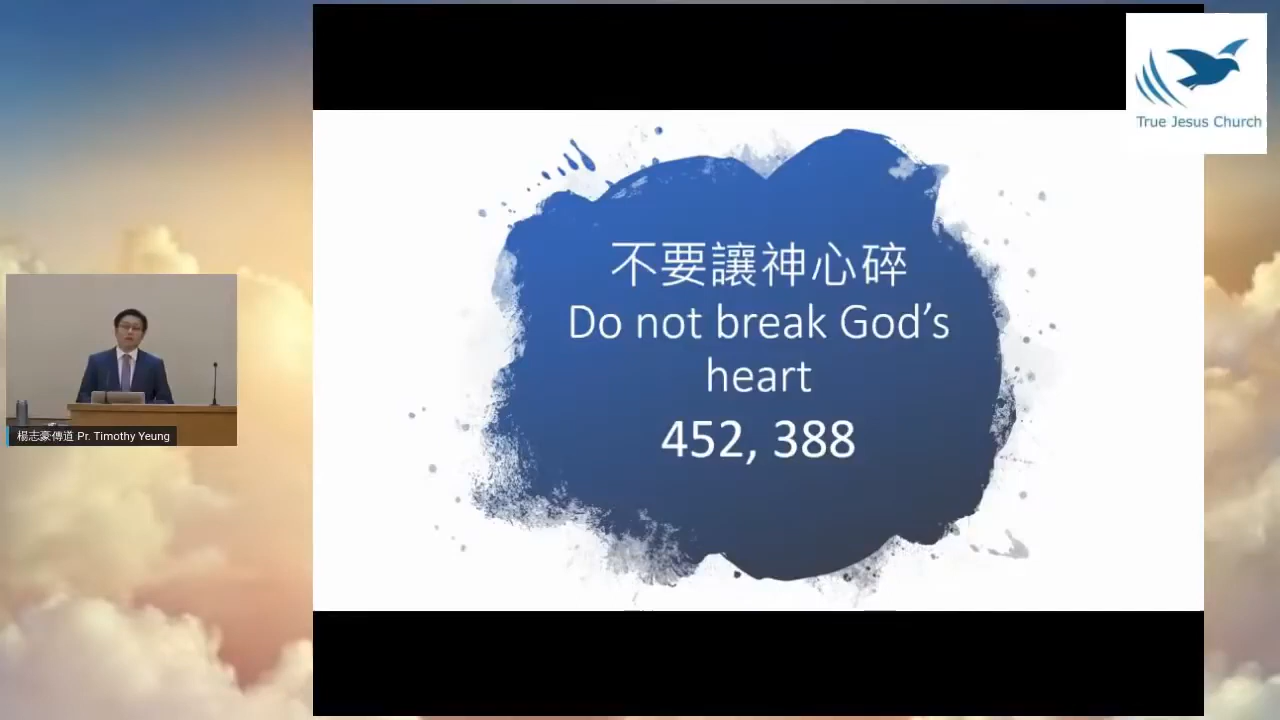 True Jesus Church
不要讓神心碎
Do not break God's
heart
452, 388
楊志豪傳道 Pr. Timothy Yeung